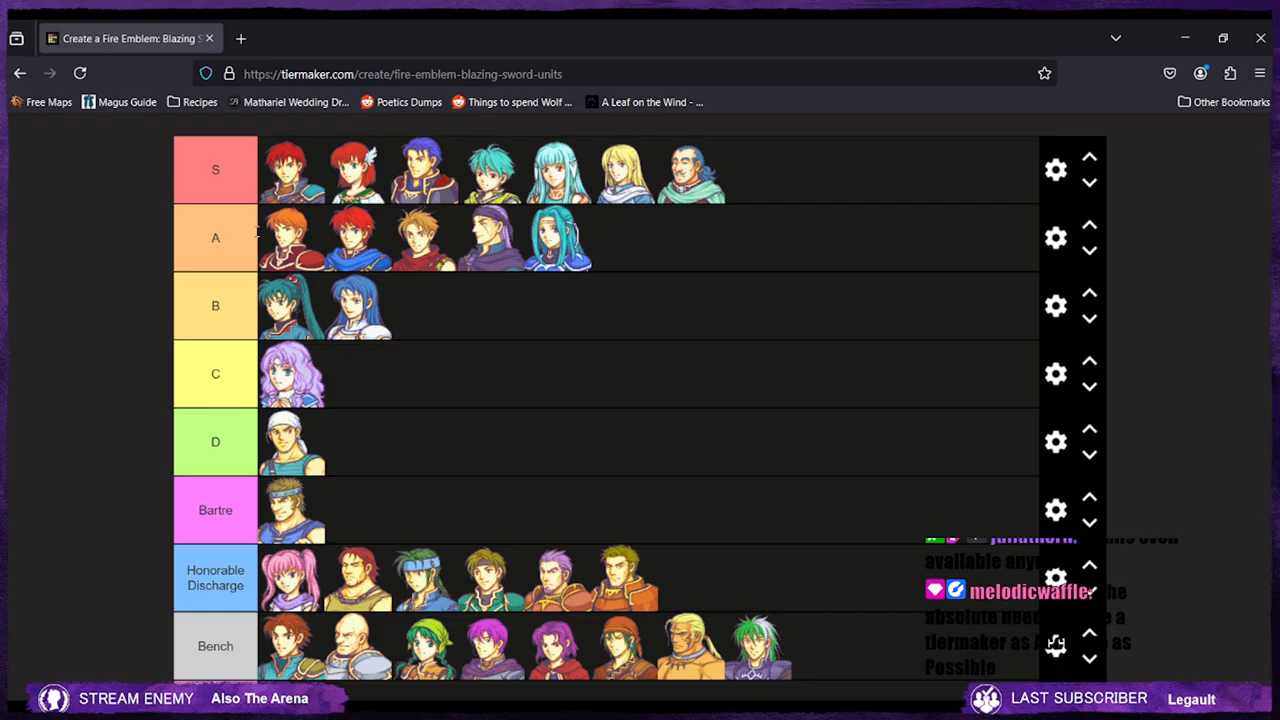 Create a Fire Emblem: Blazing S
https://tiermaker.com/create/fire-emblem-blazing-sword-units
Free Maps
Magus Guide
Recipes
Mathariel Wedding Dr...
Poetics Dumps
Things to spend Wolf ...
A Leaf on the Wind - ...
Other Bookmarks
S
A
B
C
D
Bartre
Honorable
Discharge
Bench
available any
melodicwaffle: the
absolute need a
tiermaker as as
Possible
STREAM ENEMY Also The Arena
LAST SUBSCRIBER Legault